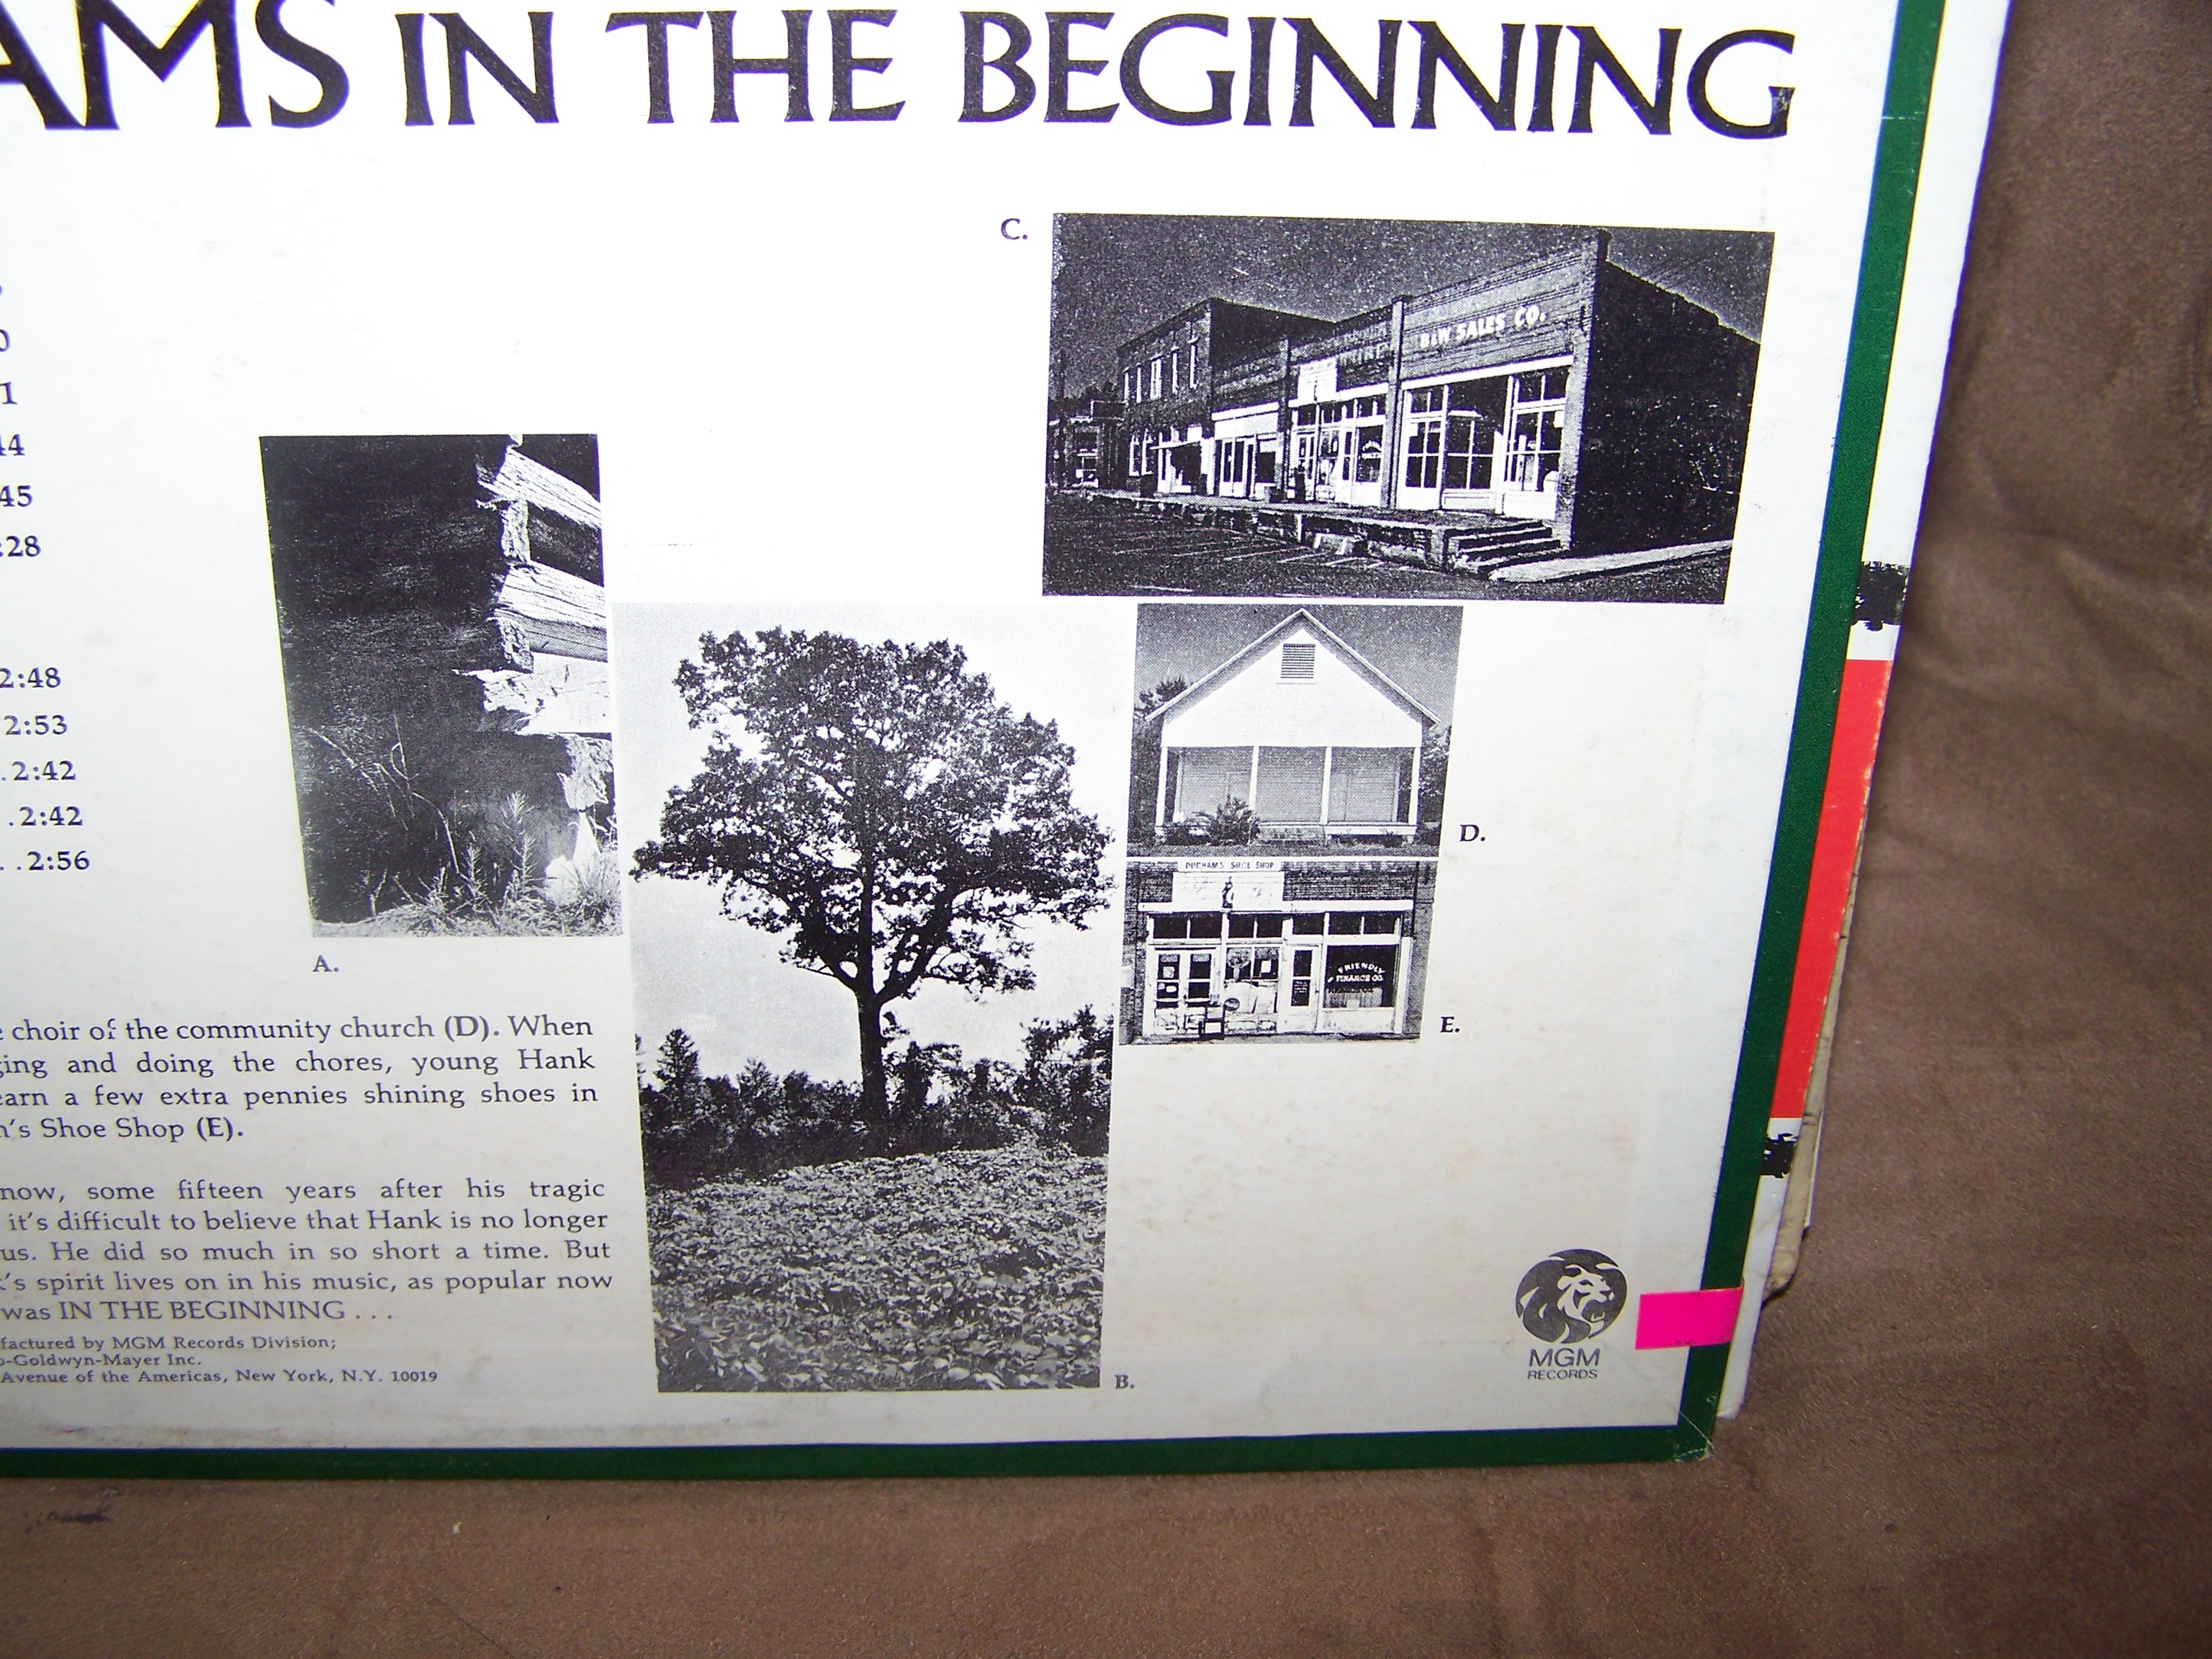 AMS IN THE BEGINNING
C.
B&W SALES CO.
0
1
44
45
:28
2:48
2:53
.2:42
. .2:42
. .2:56
A.
D.
DURHAM'S SHOE SHOP
FRIENDLY
FINANCE CO.
E.
e choir of the community church (D). When
ging and doing the chores, young Hank
earn a few extra pennies shining shoes in
n's Shoe Shop (E).
now, some fifteen years after his tragic
it's difficult to believe that Hank is no longer
us. He did so much in so short a time. But
k's spirit lives on in his music, as popular now
was IN THE BEGINNING . . .
factured by MGM Records Division;
o-Goldwyn-Mayer Inc.
Avenue of the Americas, New York, N.Y. 10019
B.
MGM
RECORDS